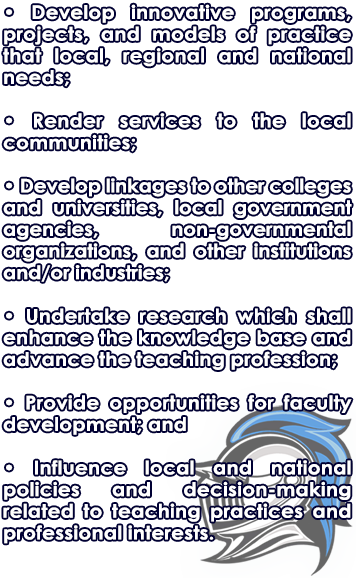 • Develop innovative programs,
projects, and models of practice
that local, regional and national
needs;
• Render services to the local
communities;
• Develop linkages to other colleges
and universities, local government
agencies, non-governmental
organizations, and other institutions
and/or industries;
• Undertake research which shall
enhance the knowledge base and
advance the teaching profession;
• Provide opportunities for faculty
development; and
• Influence local and national
policies and decision-making
related to teaching practices and
professional interests.